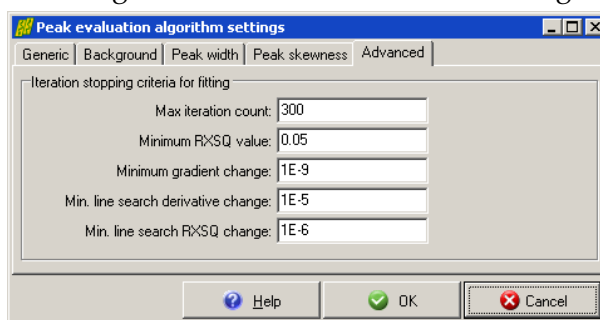 Peak evaluation algorithm settings
Generic Background Peak width Peak skewness Advanced
Iteration stopping criteria for fitting
Max iteration count: 300
Minimum RXSQ value: 0.05
Minimum gradient change: 1E-9
Min. line search derivative change: 1E-5
Min. line search RXSQ change: 1E-6
Help OK Cancel